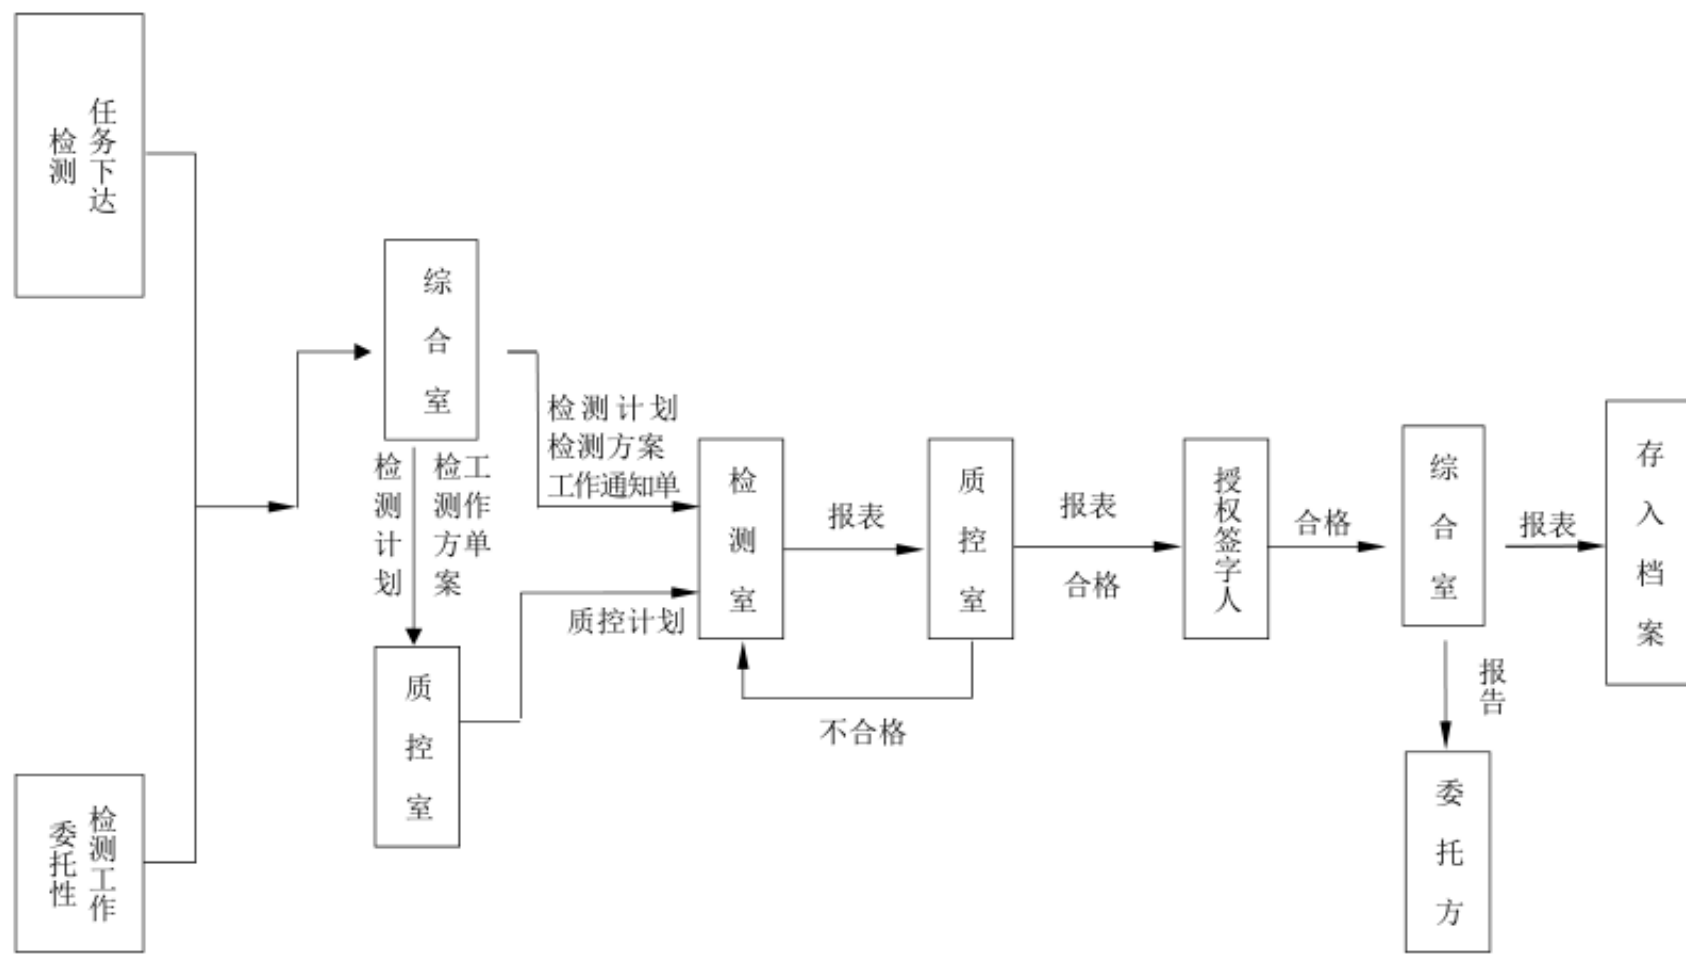 检测
任务下达
委托性
检测工作
综合室
检测计划
检测方案
工作单
质控室
检测计划
检测方案
工作通知单
质控计划
检测室
报表
不合格
质控室
报表
合格
授权签字人
合格
综合室
报告
委托方
报表
存入档案